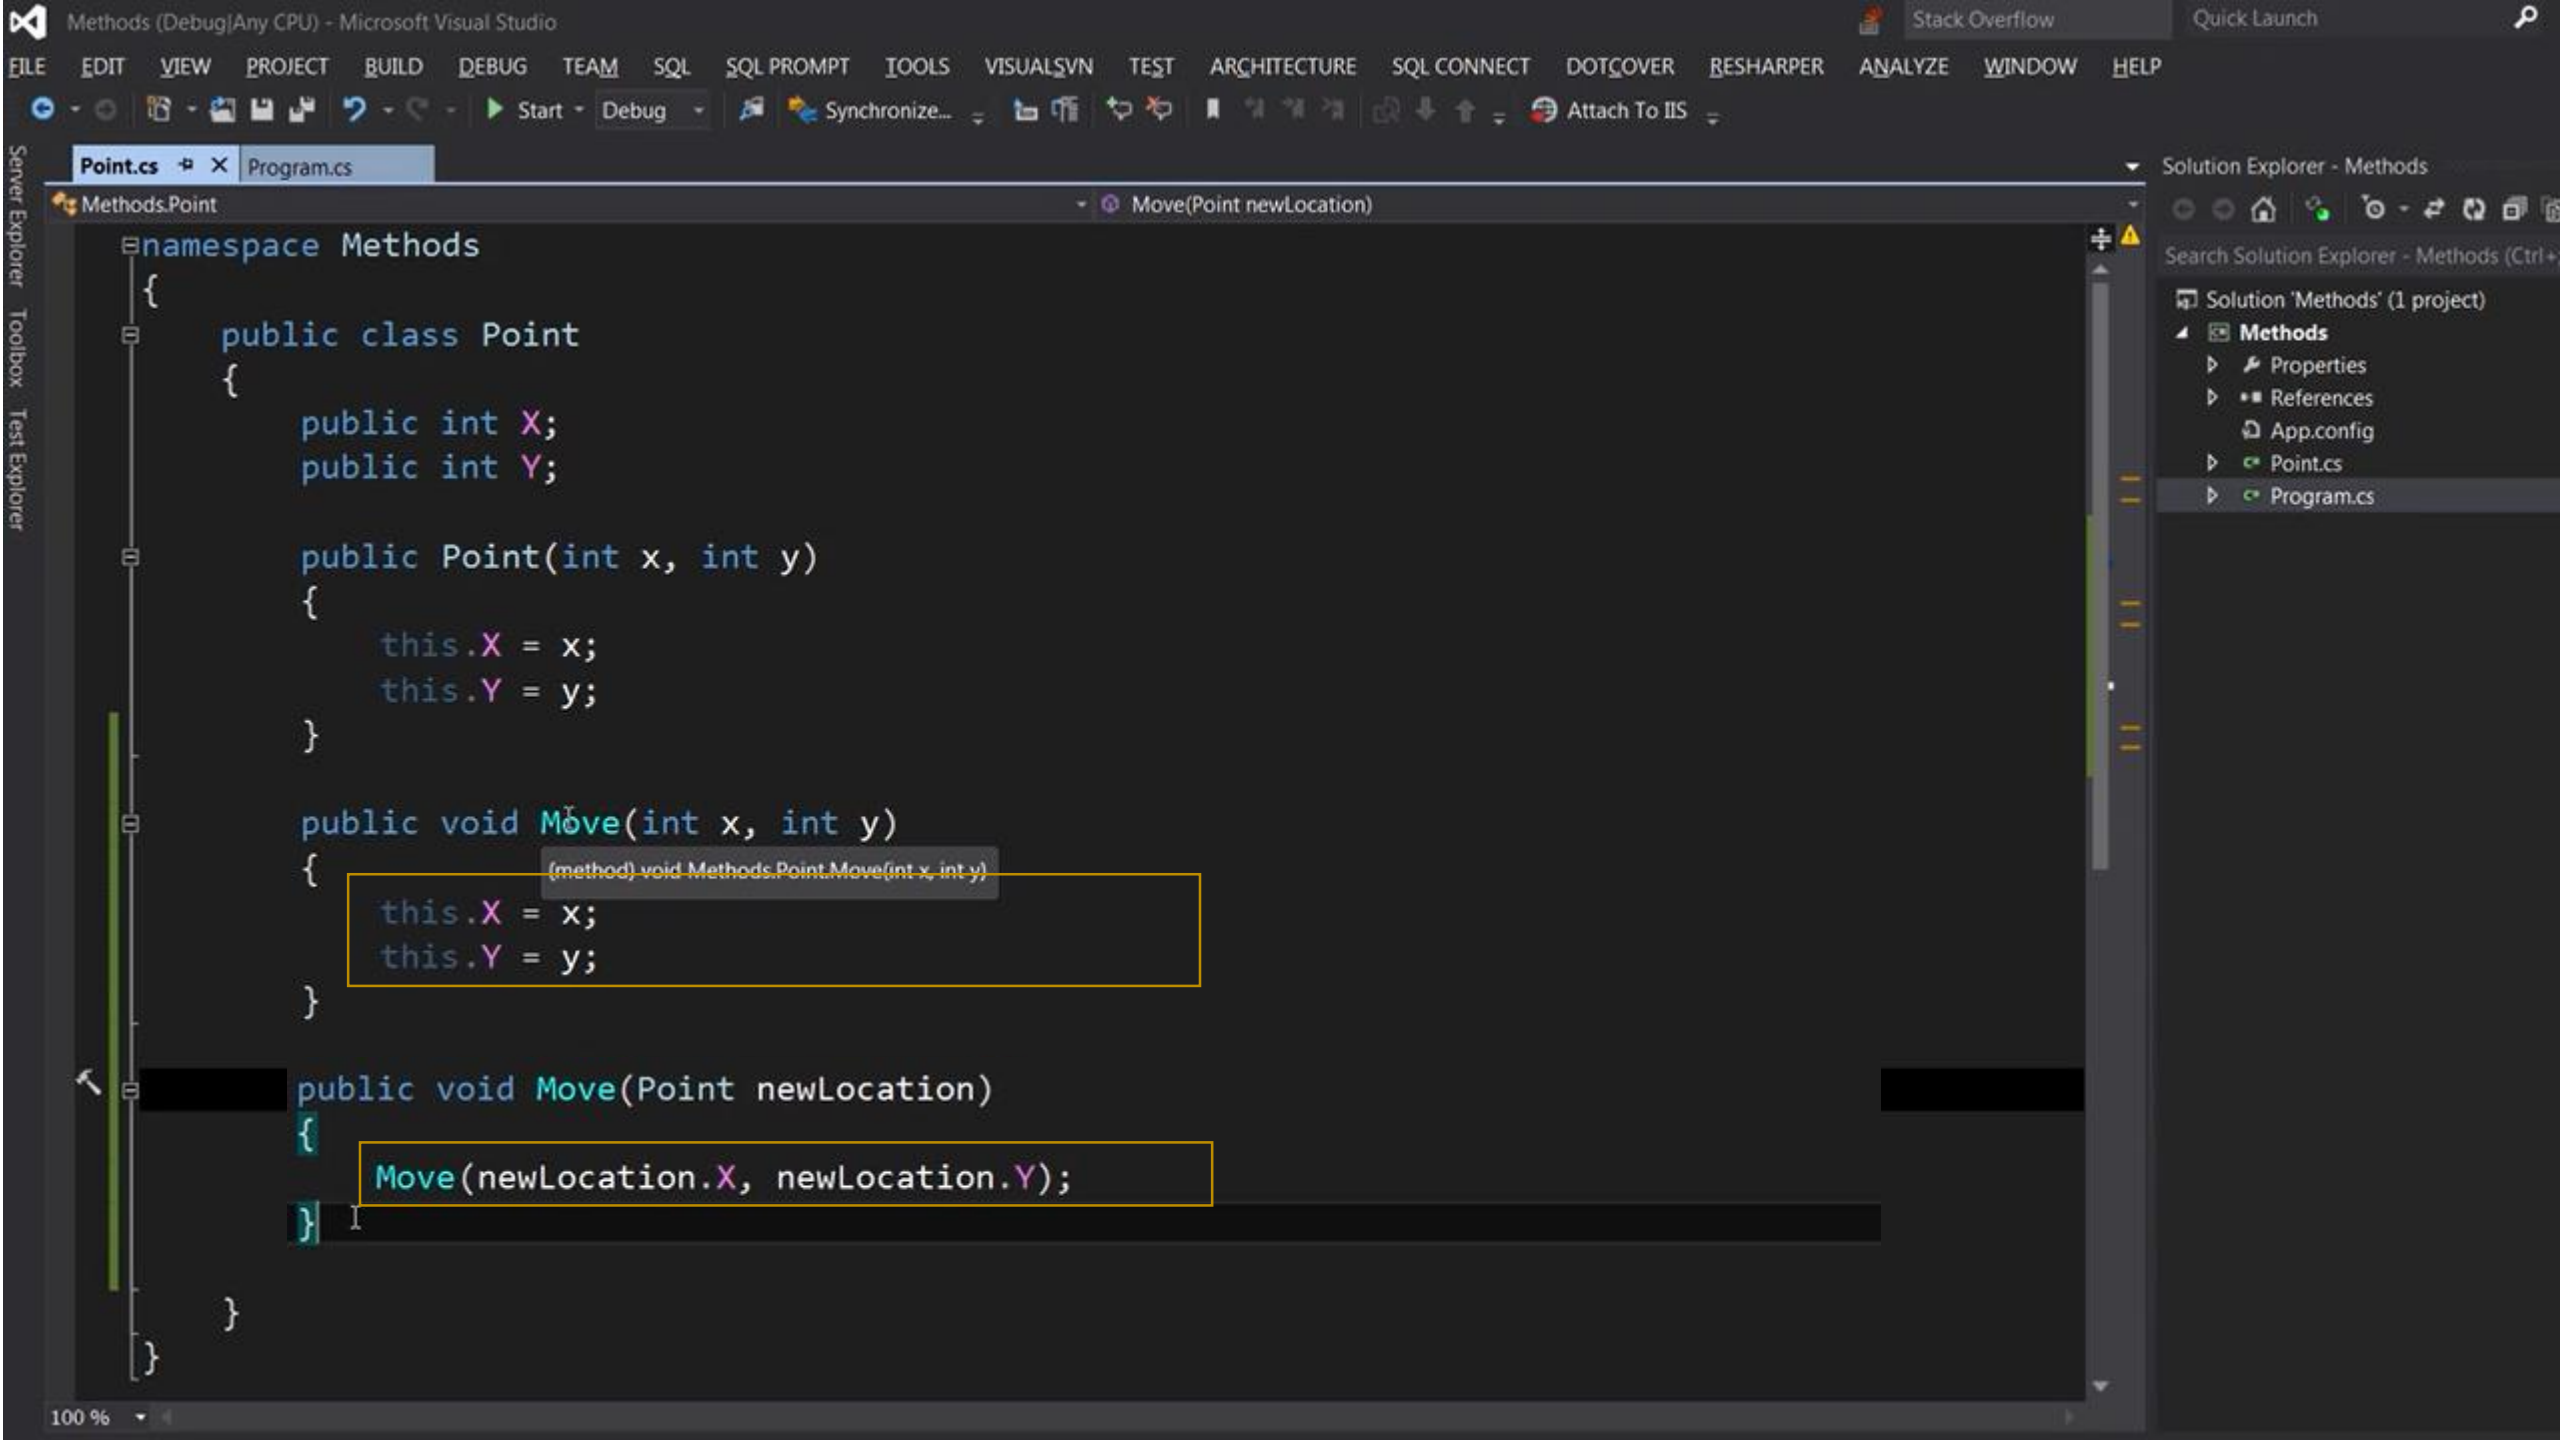 Methods (Debug|Any CPU) - Microsoft Visual Studio
Stack Overflow
Quick Launch
FILE EDIT VIEW PROJECT BUILD DEBUG TEAM SQL SQL PROMPT TOOLS VISUALSVN TEST ARCHITECTURE SQL CONNECT DOTCOVER RESHARPER ANALYZE WINDOW HELP
Start Debug Synchronize... Attach To IIS
Server Explorer
Toolbox
Test Explorer
Point.cs Program.cs
Methods.Point Move(Point newLocation)
namespace Methods
{
public class Point
{
public int X;
public int Y;
public Point(int x, int y)
{
this.X = x;
this.Y = y;
}
public void Move(int x, int y)
{
(method) void Methods.Point.Move(int x, int y)
this.X = x;
this.Y = y;
}
public void Move(Point newLocation)
{
Move(newLocation.X, newLocation.Y);
}
}
}
100 %
Solution Explorer - Methods
Search Solution Explorer - Methods (Ctrl+
Solution 'Methods' (1 project)
Methods
Properties
References
App.config
Point.cs
Program.cs